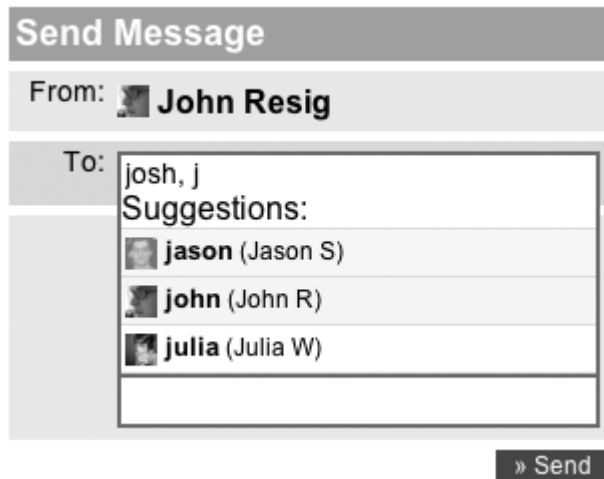 Send Message
From: John Resig
To: josh, j
Suggestions:
jason (Jason S)
john (John R)
julia (Julia W)
» Send